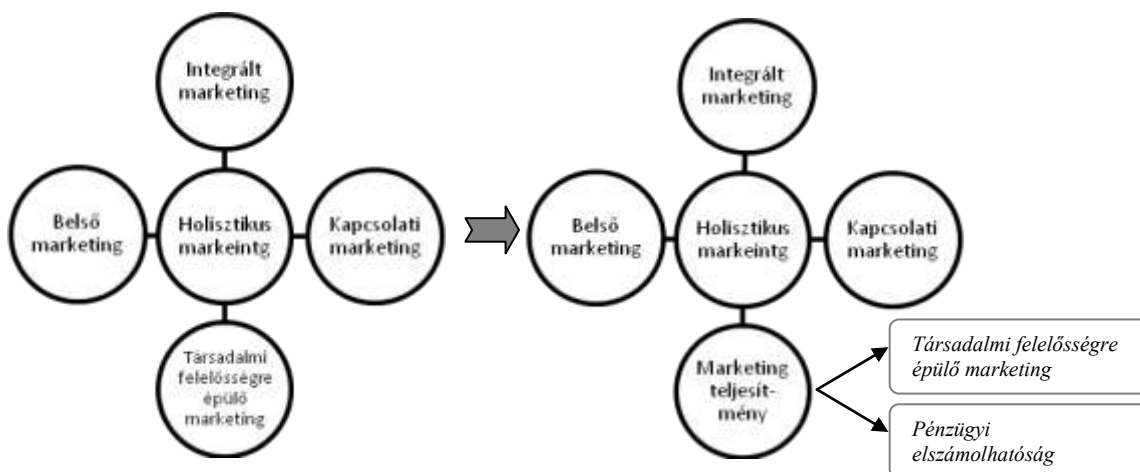 Integrált
marketing
Belső
marketing
Holisztikus
markeintg
Kapcsolati
marketing
Társadalmi
felelősségre
épülő
marketing
Integrált
marketing
Belső
marketing
Holisztikus
markeintg
Kapcsolati
marketing
Marketing
teljesít-
mény
Társadalmi felelősségre
épülő marketing
Pénzügyi
elszámolhatóság